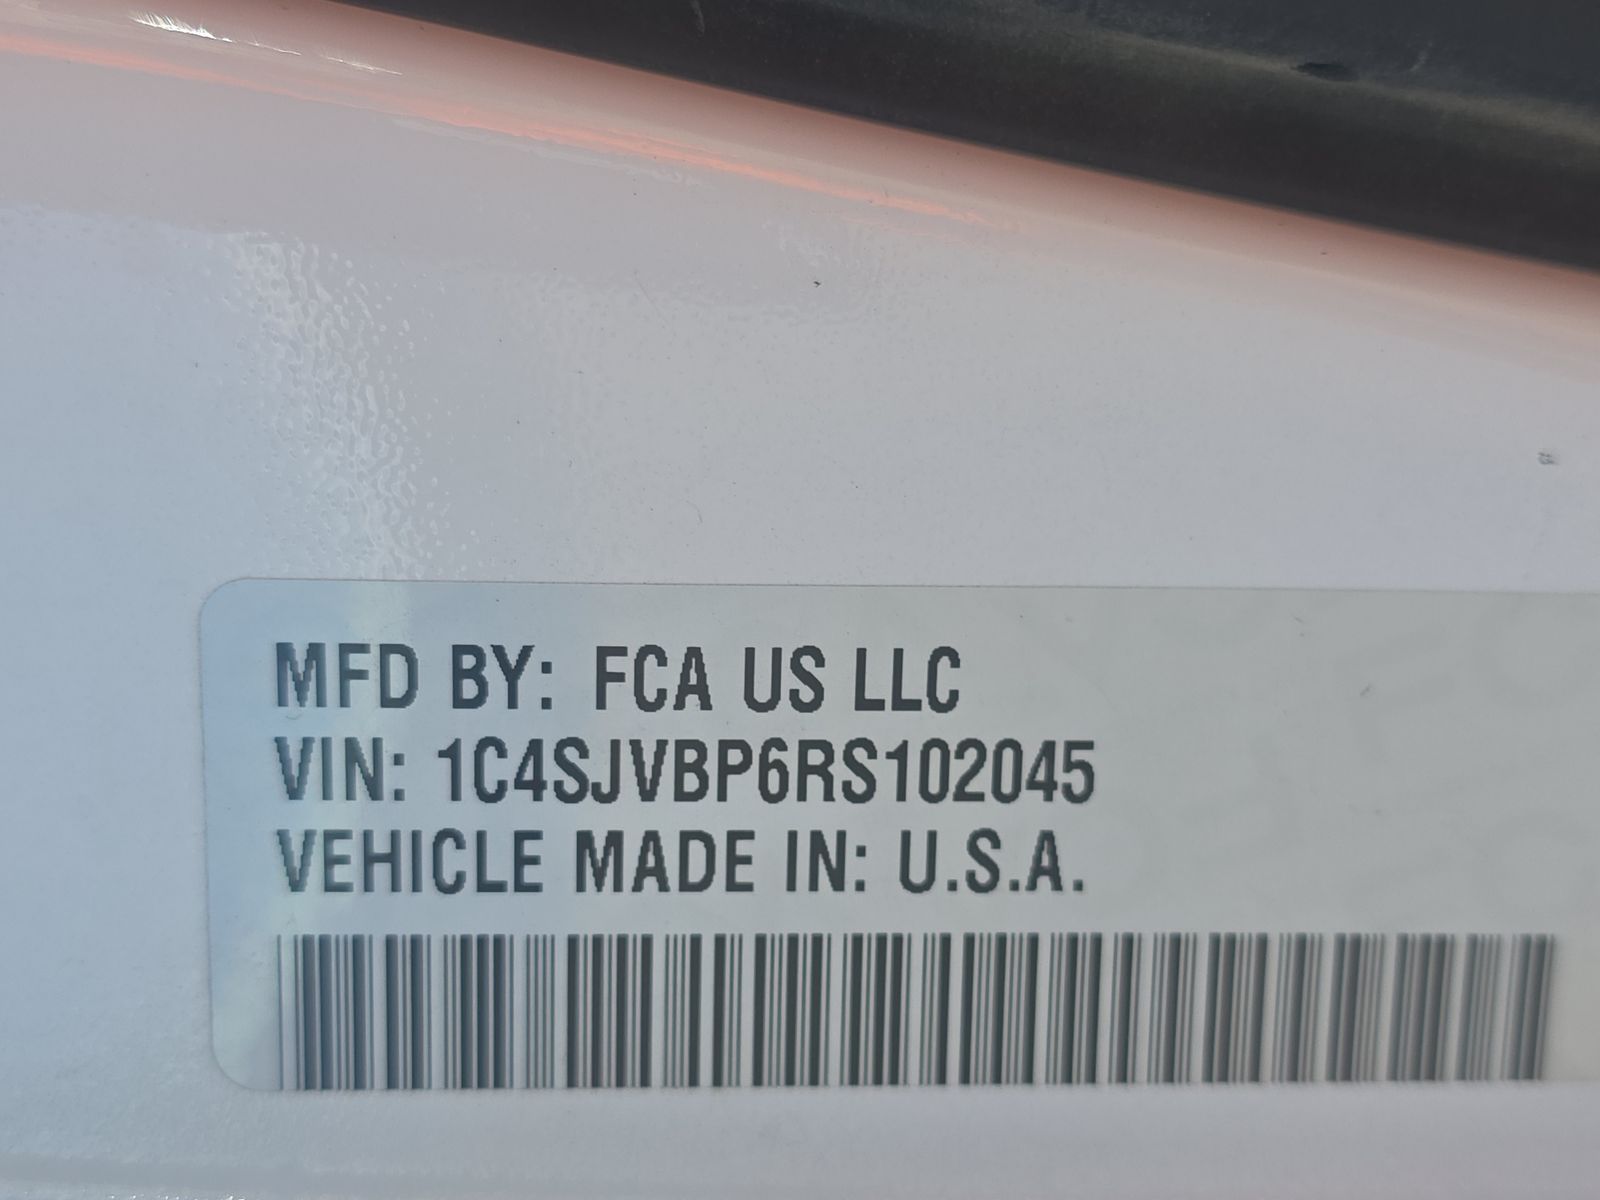 MFD BY: FCA US LLC
VIN: 1C4SJVBP6RS102045
VEHICLE MADE IN: U.S.A.